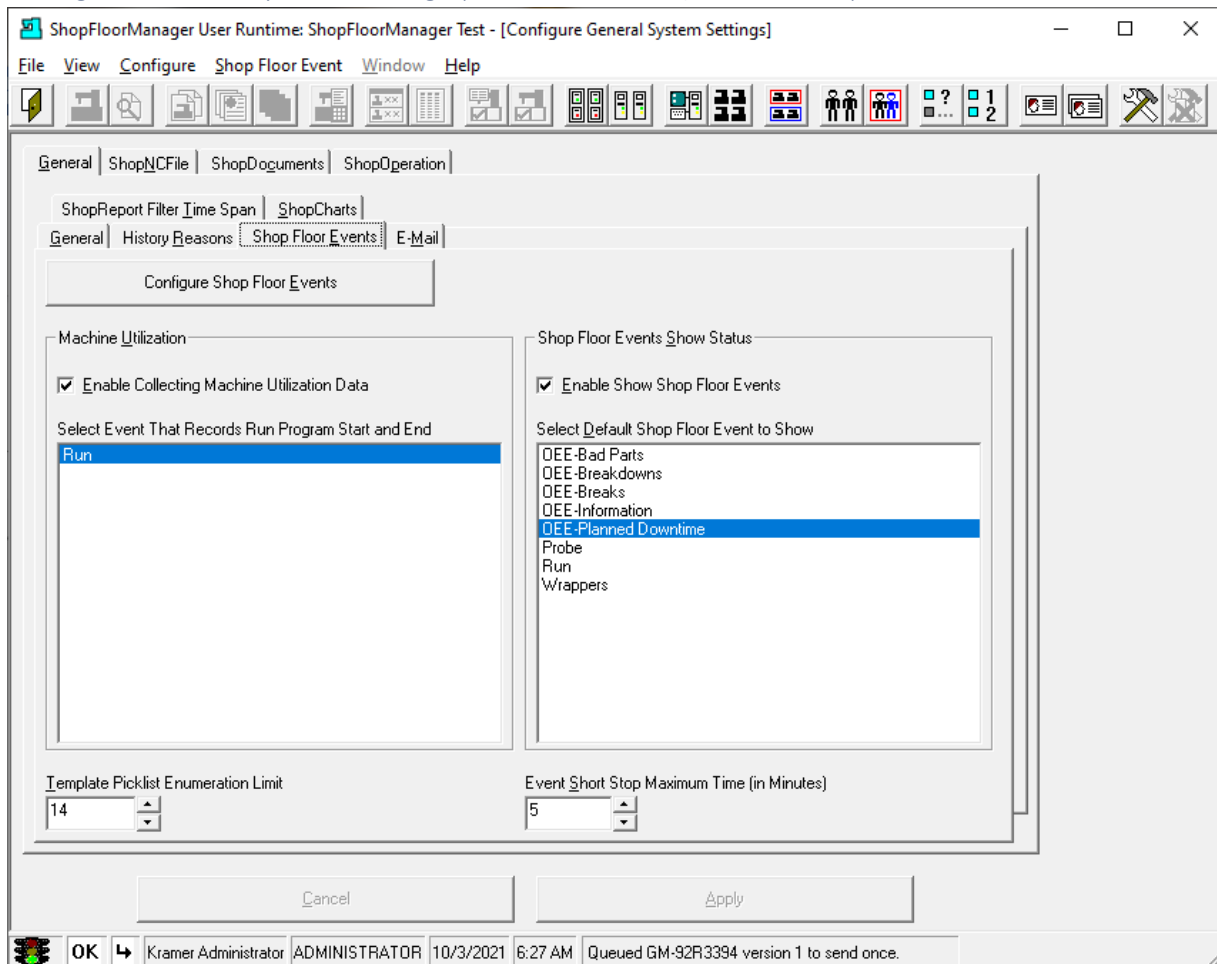 ShopFloorManager User Runtime: ShopFloorManager Test - [Configure General System Settings]
File View Configure Shop Floor Event Window Help
General ShopNCFile ShopDocuments ShopOperation
ShopReport Filter Time Span ShopCharts
General History Reasons Shop Floor Events E-Mail
Configure Shop Floor Events
Machine Utilization
Enable Collecting Machine Utilization Data
Select Event That Records Run Program Start and End
Run
Shop Floor Events Show Status
Enable Show Shop Floor Events
Select Default Shop Floor Event to Show
OEE-Bad Parts
OEE-Breakdowns
OEE-Breaks
OEE-Information
OEE-Planned Downtime
Probe
Run
Wrappers
Template Picklist Enumeration Limit
14
Event Short Stop Maximum Time (in Minutes)
5
Cancel Apply
OK Kramer Administrator ADMINISTRATOR 10/3/2021 6:27 AM Queued GM-92R3394 version 1 to send once.